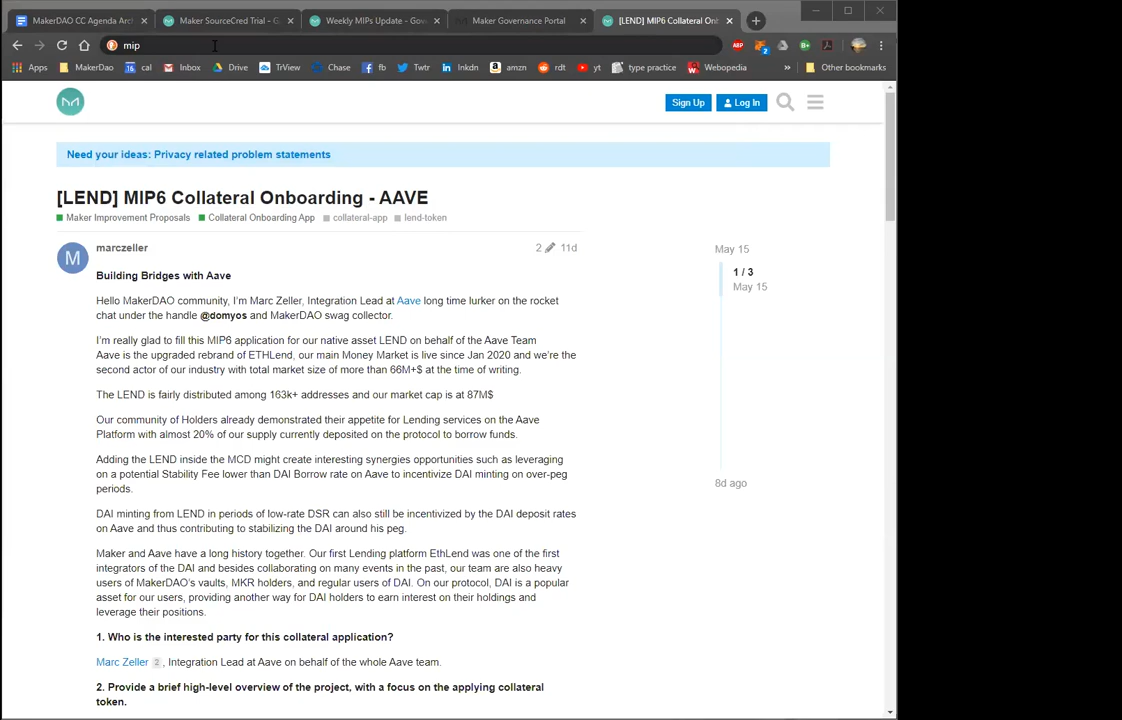 MakerDAO CC Agenda Arc
Maker SourceCred Trial - G
Weekly MIPs Update - Gov
Maker Governance Portal
[LEND] MIP6 Collateral Onb
mip
ABP
2
B+
Apps
MakerDao
16
cal
Inbox
Drive
TrView
Chase
fb
Twtr
Inkdn
amzn
rdt
yt
type practice
Webopedia
»
Other bookmarks
Sign Up
Log In
Need your ideas: Privacy related problem statements
[LEND] MIP6 Collateral Onboarding - AAVE
Maker Improvement Proposals
Collateral Onboarding App
collateral-app
lend-token
M
marczeller
2
11d
Building Bridges with Aave
Hello MakerDAO community, I'm Marc Zeller, Integration Lead at Aave long time lurker on the rocket
chat under the handle @domyos and MakerDAO swag collector.
I'm really glad to fill this MIP6 application for our native asset LEND on behalf of the Aave Team
Aave is the upgraded rebrand of ETHLend, our main Money Market is live since Jan 2020 and we're the
second actor of our industry with total market size of more than 66M+$ at the time of writing.
The LEND is fairly distributed among 163k+ addresses and our market cap is at 87M$
Our community of Holders already demonstrated their appetite for Lending services on the Aave
Platform with almost 20% of our supply currently deposited on the protocol to borrow funds.
Adding the LEND inside the MCD might create interesting synergies opportunities such as leveraging
on a potential Stability Fee lower than DAI Borrow rate on Aave to incentivize DAI minting on over-peg
periods.
DAI minting from LEND in periods of low-rate DSR can also still be incentivized by the DAI deposit rates
on Aave and thus contributing to stabilizing the DAI around his peg.
Maker and Aave have a long history together. Our first Lending platform EthLend was one of the first
integrators of the DAI and besides collaborating on many events in the past, our team are also heavy
users of MakerDAO's vaults, MKR holders, and regular users of DAI. On our protocol, DAI is a popular
asset for our users, providing another way for DAI holders to earn interest on their holdings and
leverage their positions.
1. Who is the interested party for this collateral application?
Marc Zeller 2 , Integration Lead at Aave on behalf of the whole Aave team.
2. Provide a brief high-level overview of the project, with a focus on the applying collateral
token.
May 15
1 / 3
May 15
8d ago